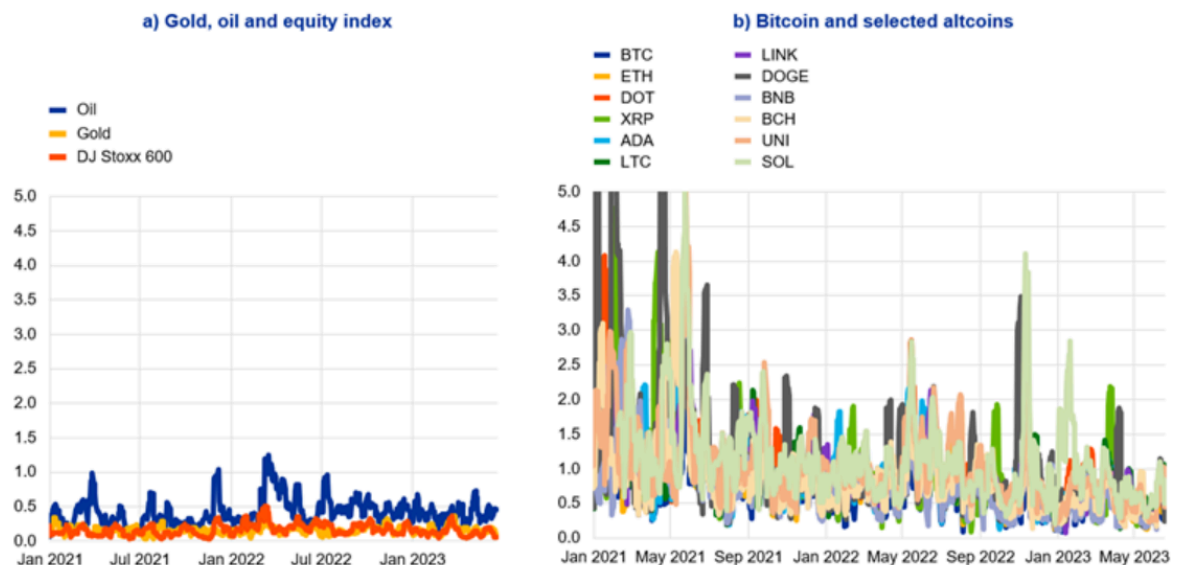 a) Gold, oil and equity index
Oil
Gold
DJ Stoxx 600
5.0
4.5
4.0
3.5
3.0
2.5
2.0
1.5
1.0
0.5
0.0
Jan 2021 Jul 2021 Jan 2022 Jul 2022 Jan 2023
b) Bitcoin and selected altcoins
BTC LINK
ETH DOGE
DOT BNB
XRP BCH
ADA UNI
LTC SOL
5.0
4.5
4.0
3.5
3.0
2.5
2.0
1.5
1.0
0.5
0.0
Jan 2021 May 2021 Sep 2021 Jan 2022 May 2022 Sep 2022 Jan 2023 May 2023